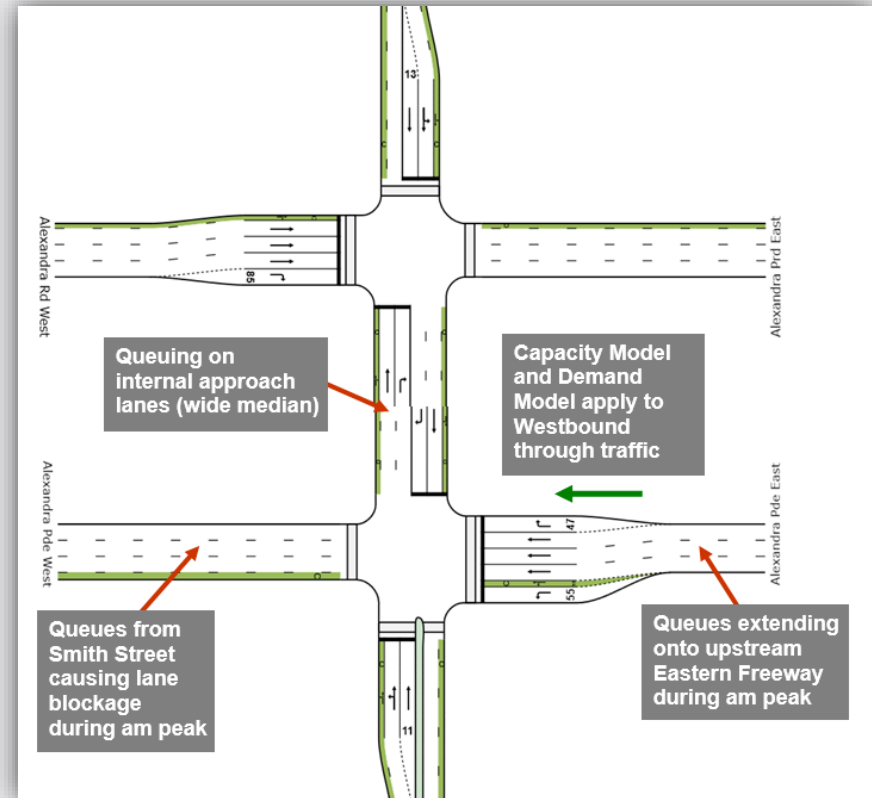 13
Alexandra Rd West
85
Alexandra Prd East
Queuing on
internal approach
lanes (wide median)
Capacity Model
and Demand
Model apply to
Westbound
through traffic
Alexandra Pde West
47
55
Alexandra Pde East
Queues from
Smith Street
causing lane
blockage
during am peak
11
Queues extending
onto upstream
Eastern Freeway
during am peak